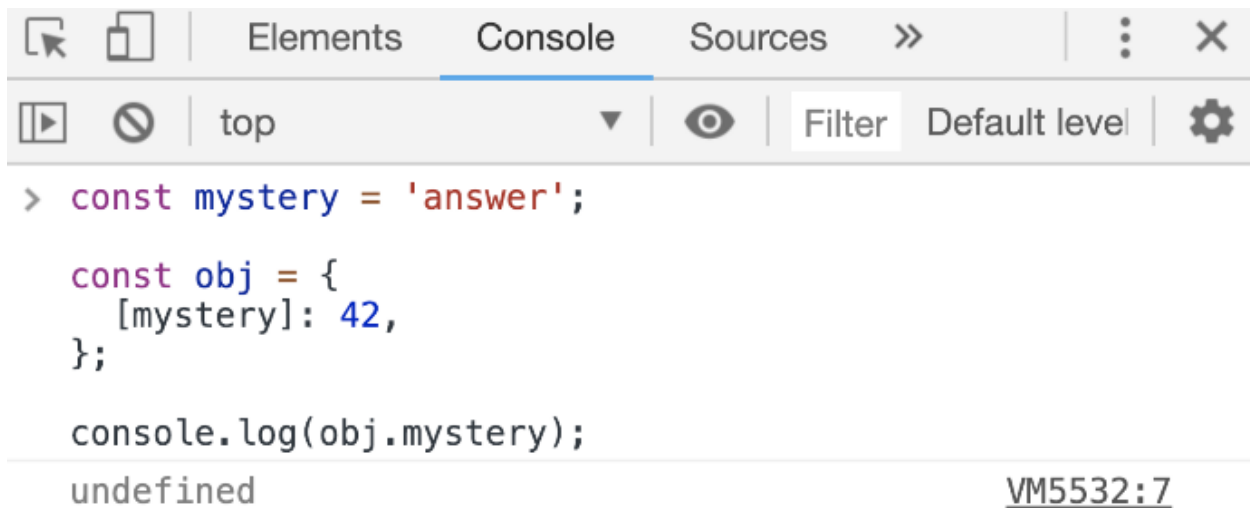 Elements Console Sources »
top ▼ Filter Default level
> const mystery = 'answer';
const obj = {
  [mystery]: 42,
};
console.log(obj.mystery);
undefined VM5532:7